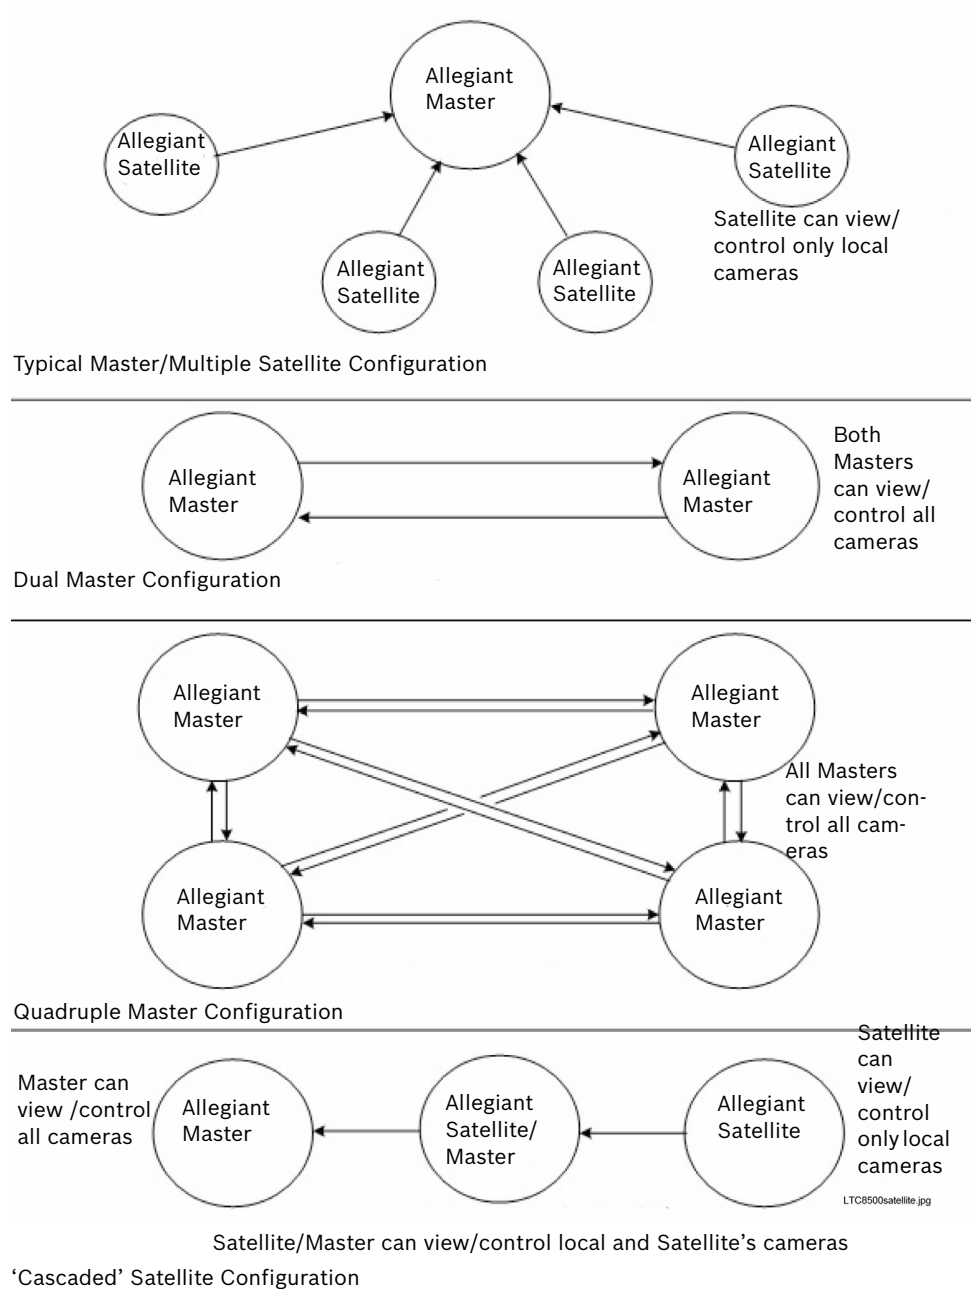 Allegiant
Master
Allegiant
Satellite
Allegiant
Satellite
Satellite can view/
control only local
cameras
Allegiant
Satellite
Allegiant
Satellite
Typical Master/Multiple Satellite Configuration
Allegiant
Master
Allegiant
Master
Both
Masters
can view/
control all
cameras
Dual Master Configuration
Allegiant
Master
Allegiant
Master
All Masters
can view/con-
trol all cam-
eras
Allegiant
Master
Allegiant
Master
Quadruple Master Configuration
Master can
view /control
all cameras
Allegiant
Master
Allegiant
Satellite/
Master
Allegiant
Satellite
Satellite
can
view/
control
only local
cameras
LTC8500satellite.jpg
Satellite/Master can view/control local and Satellite’s cameras
‘Cascaded’ Satellite Configuration